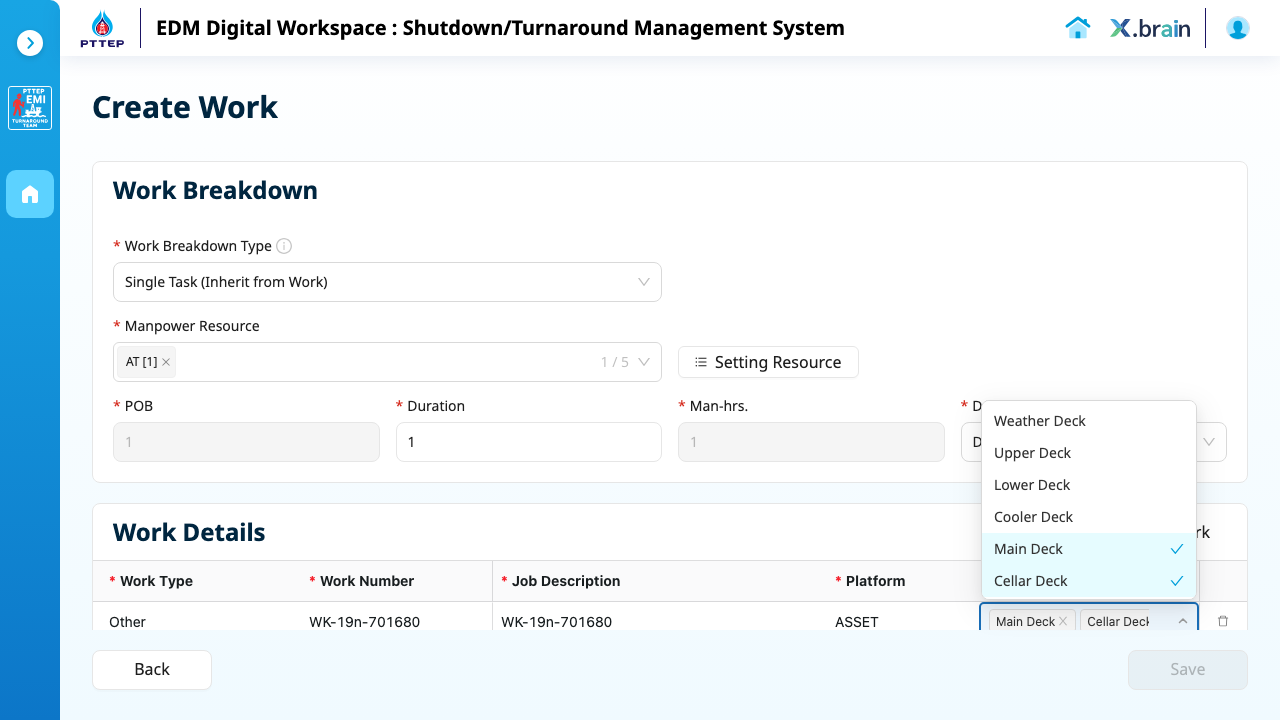 PTTEP
EDM Digital Workspace : Shutdown/Turnaround Management System
X.brain
PTTEP
EMI
TURNAROUND
TEAM
Create Work
Work Breakdown
* Work Breakdown Type
Single Task (Inherit from Work)
* Manpower Resource
AT [1]
1 / 5
Setting Resource
* POB
* Duration
* Man-hrs.
* D
1
1
1
D
Weather Deck
Upper Deck
Lower Deck
Cooler Deck
Main Deck
Cellar Deck
Work Details
rk
* Work Type
* Work Number
* Job Description
* Platform
Other
WK-19n-701680
WK-19n-701680
ASSET
Main Deck
Cellar Deck
Back
Save